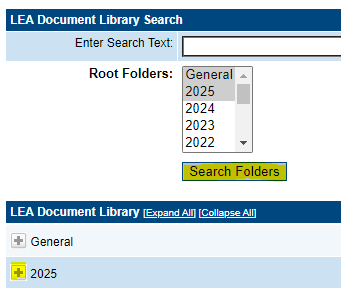 LEA Document Library Search
Enter Search Text:
Root Folders:
General
2025
2024
2023
2022
Search Folders
LEA Document Library [Expand All] [Collapse All]
General
2025